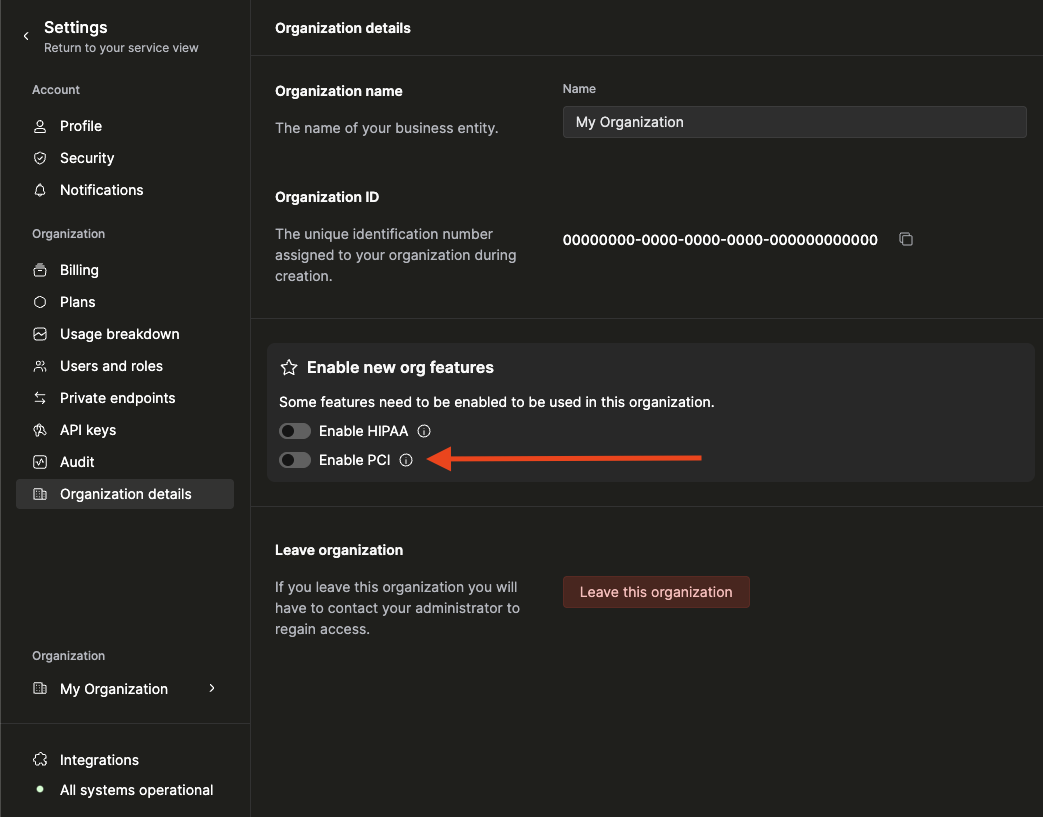 Settings
Return to your service view
Account
Profile
Security
Notifications
Organization
Billing
Plans
Usage breakdown
Users and roles
Private endpoints
API keys
Audit
Organization details
Organization
My Organization
Integrations
All systems operational
Organization details
Organization name
The name of your business entity.
Name
My Organization
Organization ID
The unique identification number
assigned to your organization during
creation.
00000000-0000-0000-0000-000000000000
Enable new org features
Some features need to be enabled to be used in this organization.
Enable HIPAA
Enable PCI
Leave organization
If you leave this organization you will
have to contact your administrator to
regain access.
Leave this organization